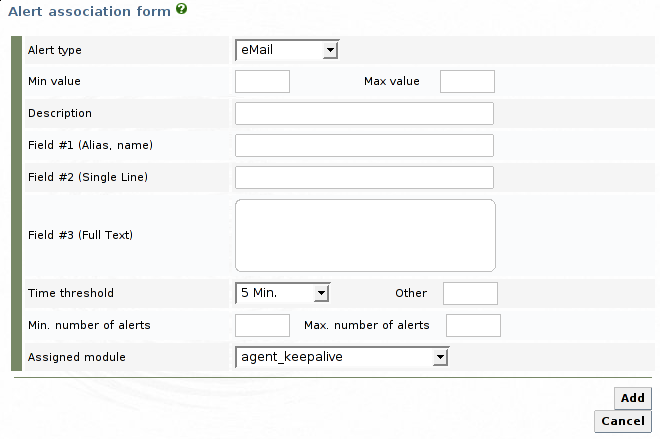 Alert association form ?
Alert type eMail
Min value Max value
Description
Field #1 (Alias, name)
Field #2 (Single Line)
Field #3 (Full Text)
Time threshold 5 Min. Other
Min. number of alerts Max. number of alerts
Assigned module agent_keepalive
Add
Cancel